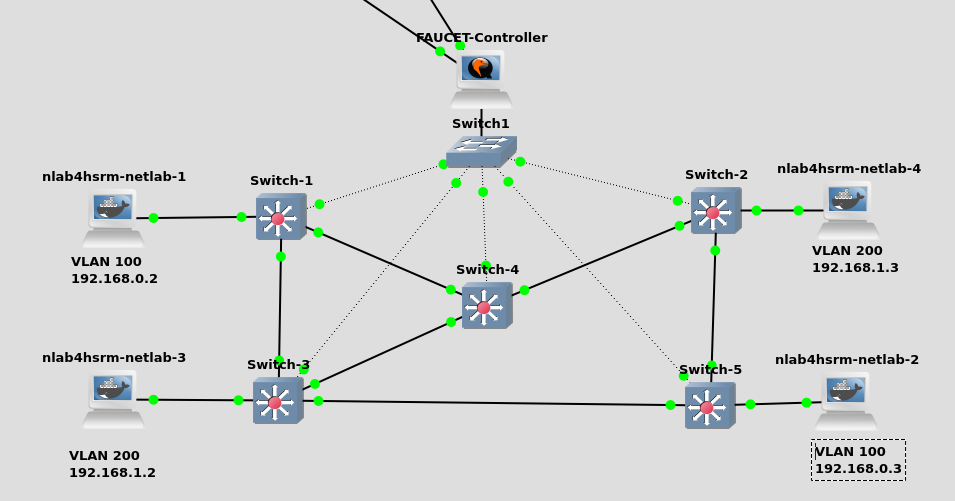 FAUCET-Controller
Switch1
nlab4hsrm-netlab-1
Switch-1
Switch-2
nlab4hsrm-netlab-4
VLAN 100
192.168.0.2
VLAN 200
192.168.1.3
Switch-4
nlab4hsrm-netlab-3
Switch-3
Switch-5
nlab4hsrm-netlab-2
VLAN 200
192.168.1.2
VLAN 100
192.168.0.3